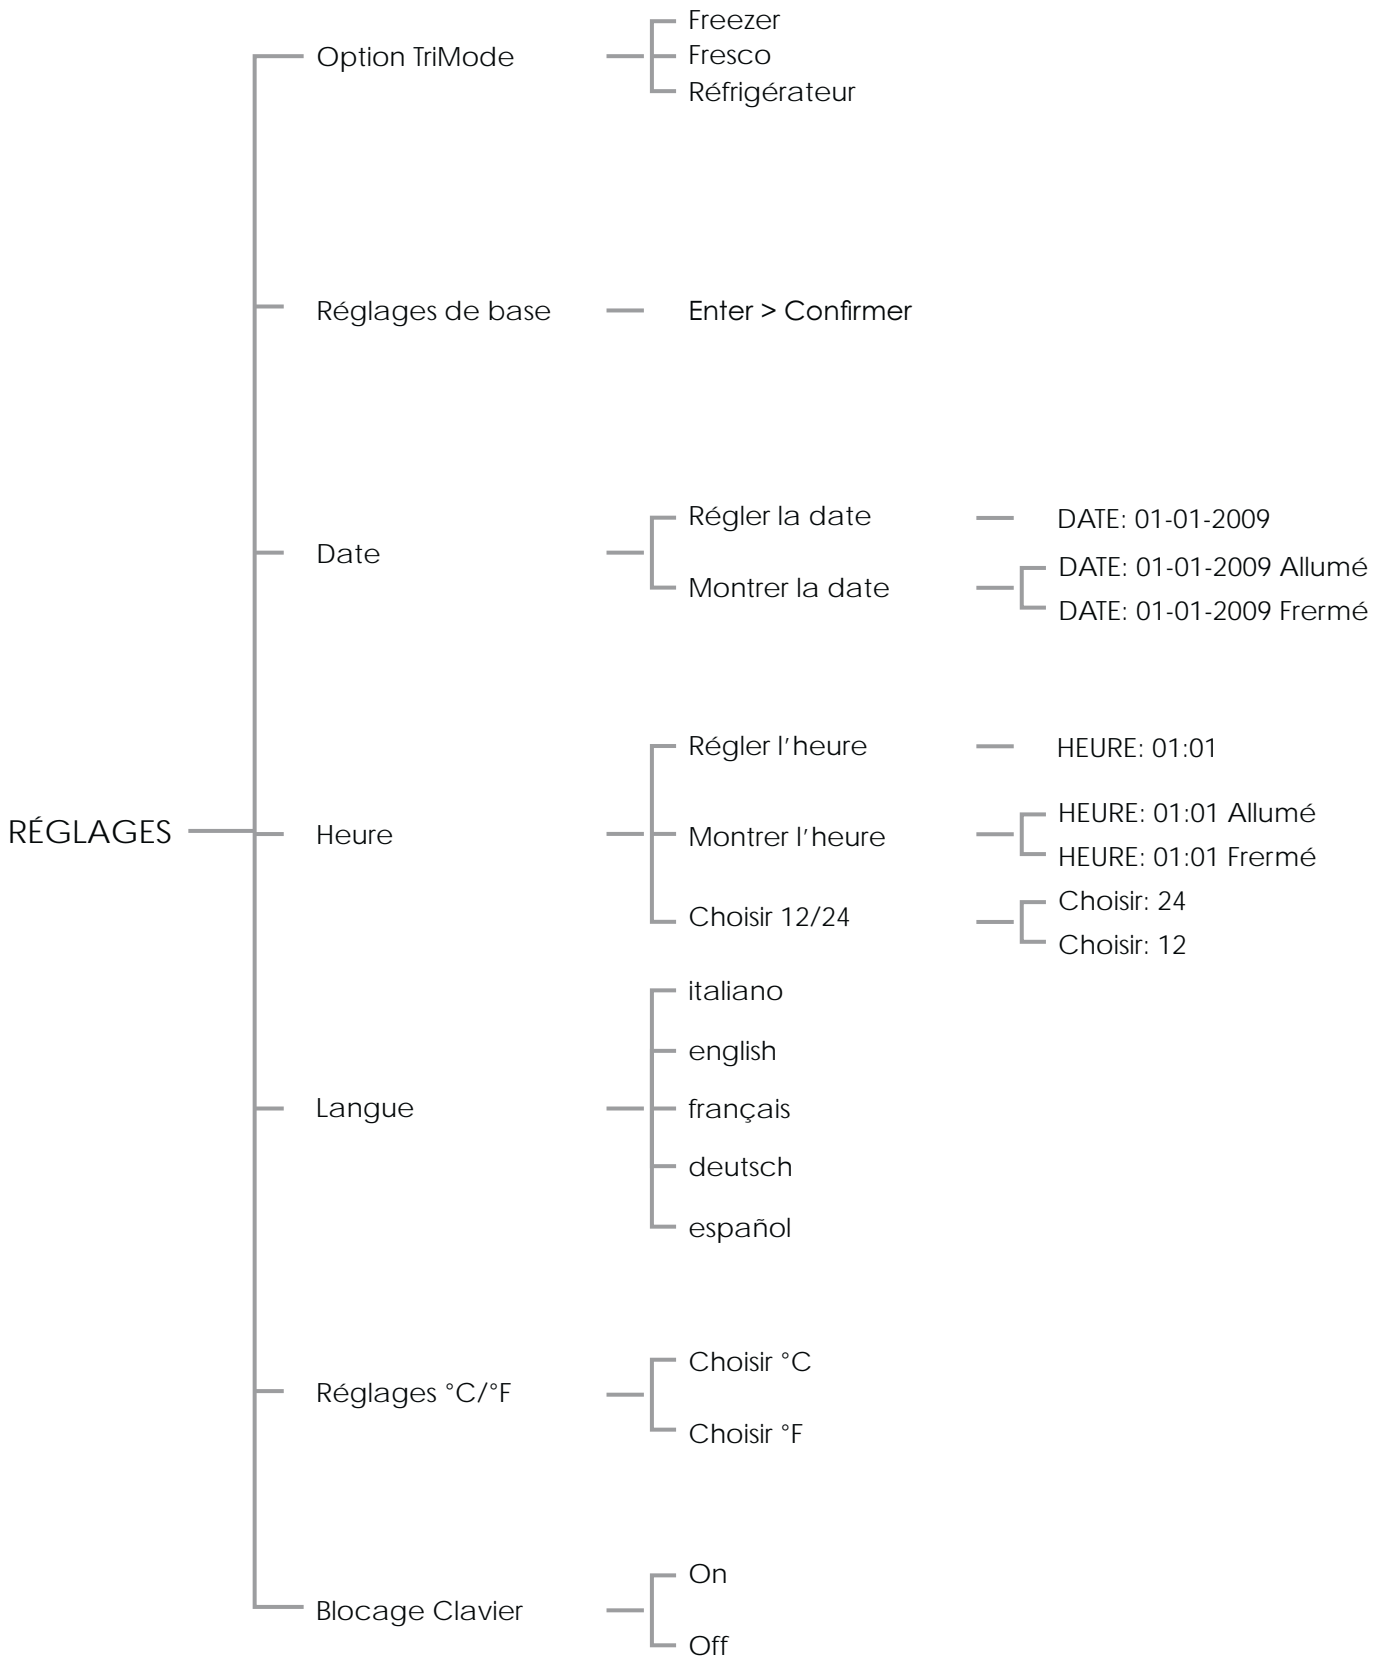 Freezer
Option TriMode
Fresco
Réfrigérateur
Réglages de base
Enter > Confirmer
Date
Régler la date
DATE: 01-01-2009
Montrer la date
DATE: 01-01-2009 Allumé
DATE: 01-01-2009 Frermé
RÉGLAGES
Heure
Régler l'heure
HEURE: 01:01
Montrer l'heure
HEURE: 01:01 Allumé
HEURE: 01:01 Frermé
Choisir 12/24
Choisir: 24
Choisir: 12
Langue
italiano
english
français
deutsch
español
Réglages °C/°F
Choisir °C
Choisir °F
Blocage Clavier
On
Off